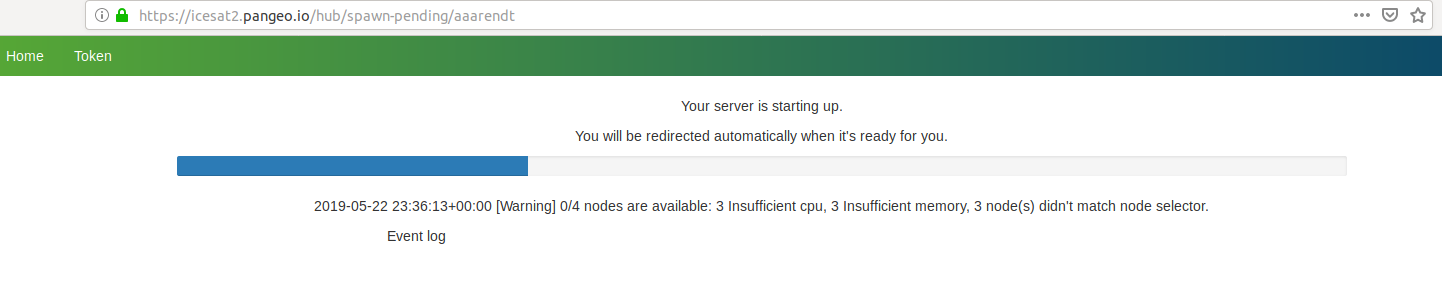 https://icesat2.pangeo.io/hub/spawn-pending/aaarendt
Home Token
Your server is starting up.
You will be redirected automatically when it's ready for you.
2019-05-22 23:36:13+00:00 [Warning] 0/4 nodes are available: 3 Insufficient cpu, 3 Insufficient memory, 3 node(s) didn't match node selector.
Event log